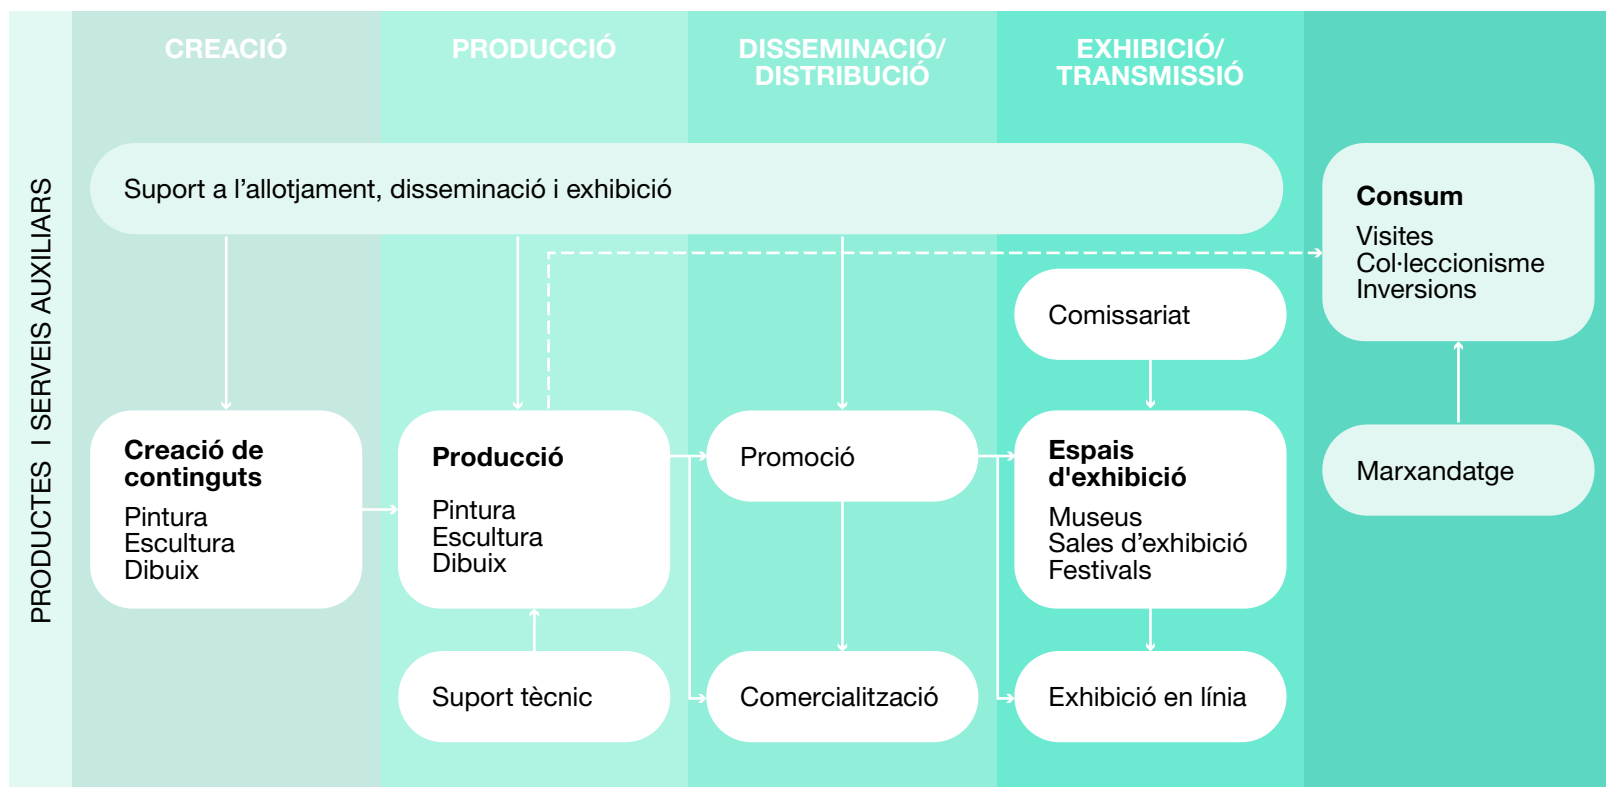 PRODUCTES I SERVEIS AUXILIARS
CREACIÓ
PRODUCCIÓ
DISSEMINACIÓ/
DISTRIBUCIÓ
EXHIBICIÓ/
TRANSMISSIÓ
Suport a l’allotjament, disseminació i exhibició
Consum
Visites
Col·leccionisme
Inversions
Comissariat
Creació de
continguts
Pintura
Escultura
Dibuix
Producció
Pintura
Escultura
Dibuix
Promoció
Espais
d'exhibició
Museus
Sales d’exhibició
Festivals
Marxandatge
Suport tècnic
Comercialització
Exhibició en línia